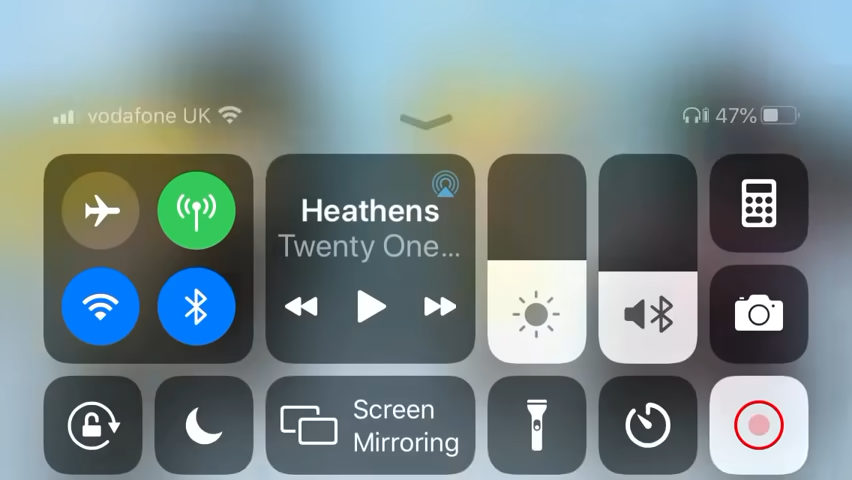 vodafone UK
47%
Heathens
Twenty One...
Screen
Mirroring